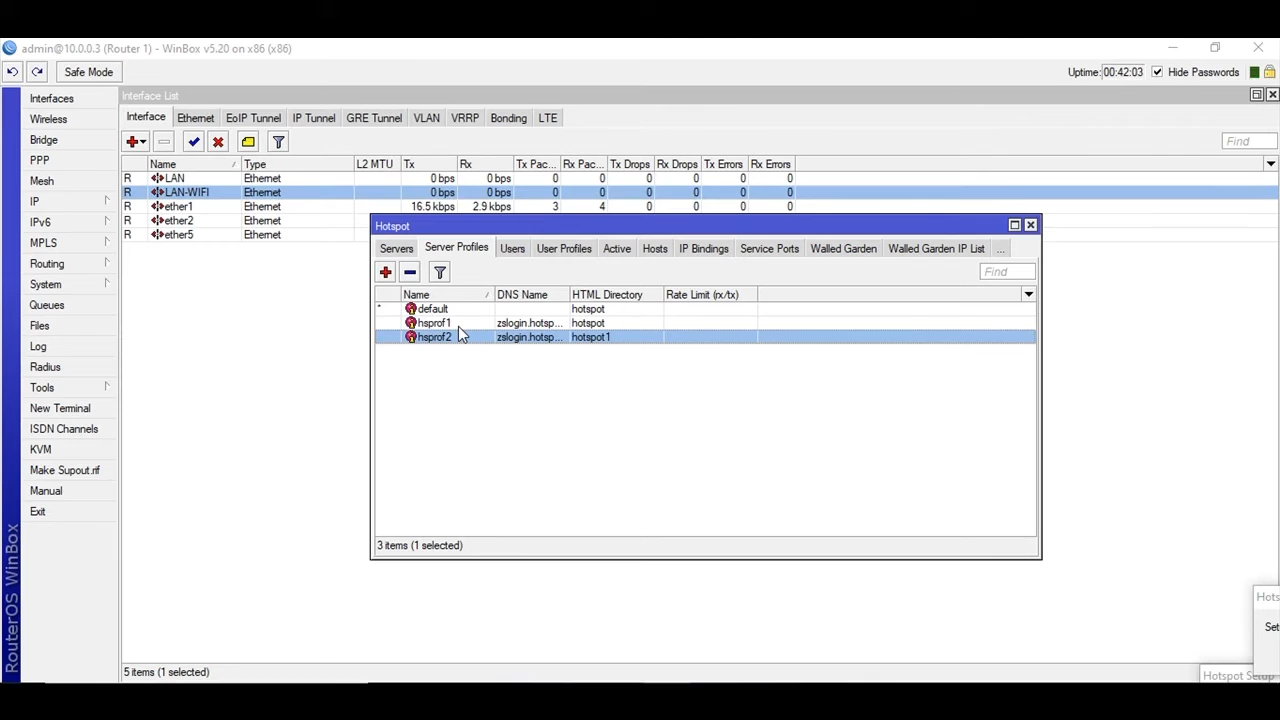 admin@10.0.0.3 (Router 1) - WinBox v5.20 on x86 (x86)
Safe Mode
Uptime: 00:42:03 Hide Passwords
Interfaces
Wireless
Bridge
PPP
Mesh
IP
IPv6
MPLS
Routing
System
Queues
Files
Log
Radius
Tools
New Terminal
ISDN Channels
KVM
Make Supout.rif
Manual
Exit
RouterOS WinBox
Interface List
Interface Ethernet EoIP Tunnel IP Tunnel GRE Tunnel VLAN VRRP Bonding LTE
Find
Name / Type L2 MTU Tx Rx Tx Pac... Rx Pac... Tx Drops Rx Drops Tx Errors Rx Errors
R LAN Ethernet 0 bps 0 bps 0 0 0 0 0 0
R LAN-WIFI Ethernet 0 bps 0 bps 0 0 0 0 0 0
R ether1 Ethernet 16.5 kbps 2.9 kbps 3 4 0 0 0 0
R ether2 Ethernet
R ether5 Ethernet
Hotspot
Servers Server Profiles Users User Profiles Active Hosts IP Bindings Service Ports Walled Garden Walled Garden IP List ...
Find
Name / DNS Name HTML Directory Rate Limit (rx/tx)
* default hotspot
hsprof1 zslogin.hotsp... hotspot
hsprof2 zslogin.hotsp... hotspot1
3 items (1 selected)
Hots
Set
Hotspot Setup
5 items (1 selected)